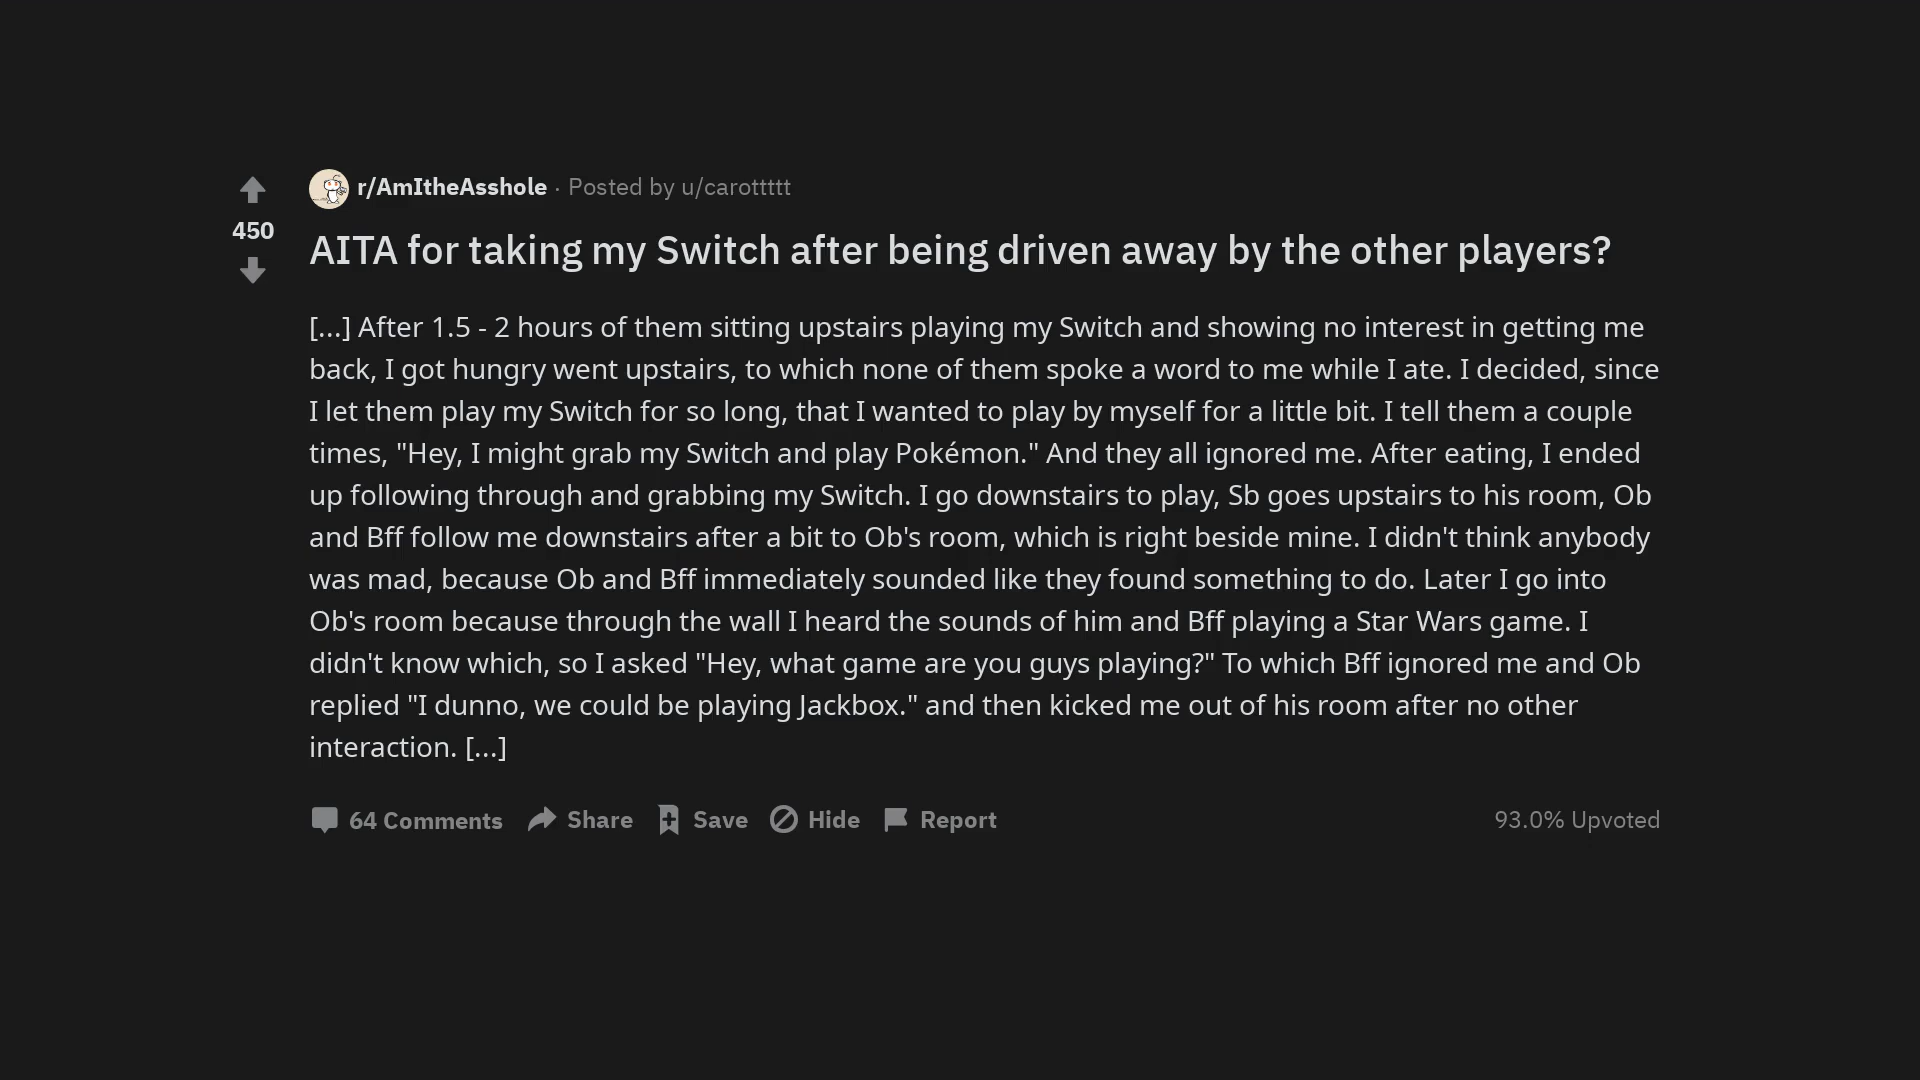 r/AmItheAsshole · Posted by u/carottttt
450
AITA for taking my Switch after being driven away by the other players?
[...] After 1.5 - 2 hours of them sitting upstairs playing my Switch and showing no interest in getting me
back, I got hungry went upstairs, to which none of them spoke a word to me while I ate. I decided, since
I let them play my Switch for so long, that I wanted to play by myself for a little bit. I tell them a couple
times, "Hey, I might grab my Switch and play Pokémon." And they all ignored me. After eating, I ended
up following through and grabbing my Switch. I go downstairs to play, Sb goes upstairs to his room, Ob
and Bff follow me downstairs after a bit to Ob's room, which is right beside mine. I didn't think anybody
was mad, because Ob and Bff immediately sounded like they found something to do. Later I go into
Ob's room because through the wall I heard the sounds of him and Bff playing a Star Wars game. I
didn't know which, so I asked "Hey, what game are you guys playing?" To which Bff ignored me and Ob
replied "I dunno, we could be playing Jackbox." and then kicked me out of his room after no other
interaction. [...]
64 Comments Share Save Hide Report 93.0% Upvoted